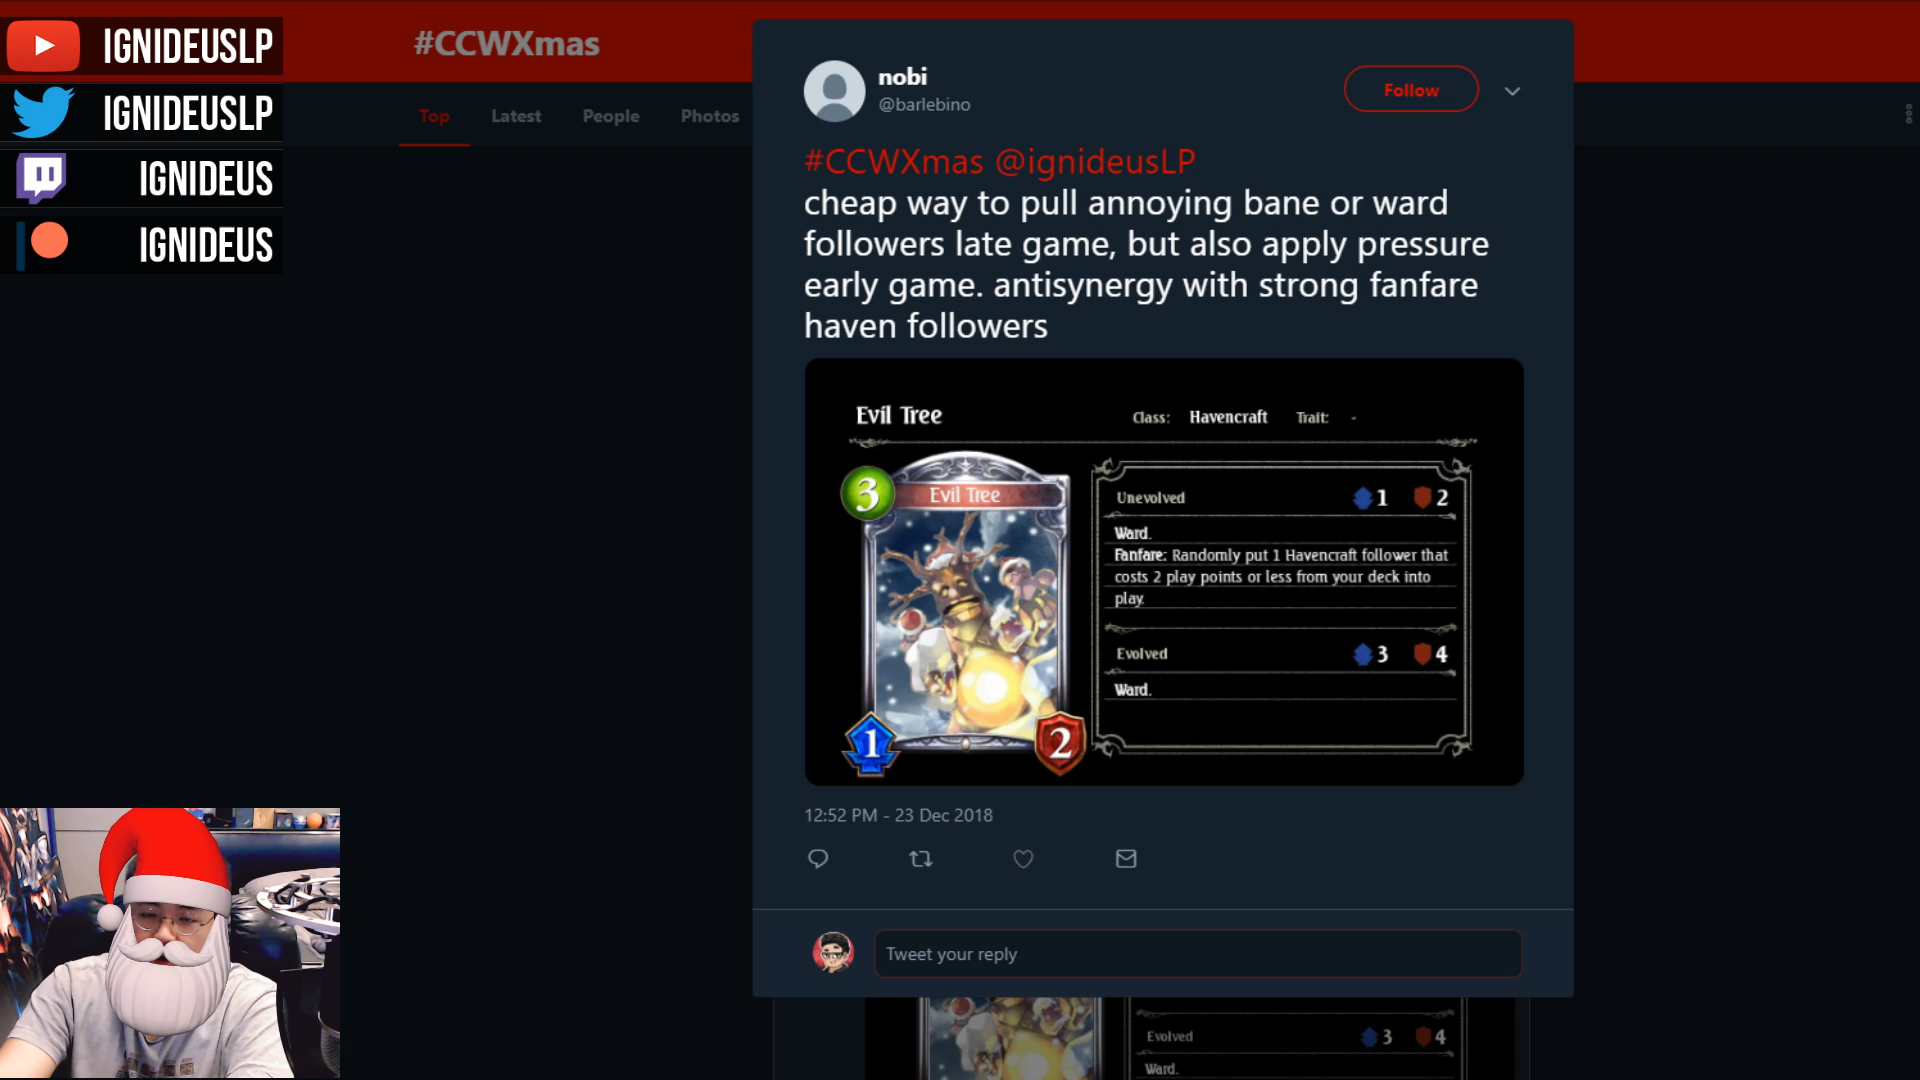 IGNIDEUSLP
IGNIDEUSLP
IGNIDEUS
IGNIDEUS
#CCWXmas
Top Latest People Photos
nobi
@barlebino
Follow
#CCWXmas @ignideusLP
cheap way to pull annoying bane or ward
followers late game, but also apply pressure
early game. antisynergy with strong fanfare
haven followers
Evil Tree
Class: Havencraft Trait: -
3
Evil Tree
1
2
Unevolved 1 2
Ward.
Fanfare: Randomly put 1 Havencraft follower that
costs 2 play points or less from your deck into
play.
Evolved 3 4
Ward.
12:52 PM - 23 Dec 2018
Tweet your reply
Evolved 3 4
Ward.